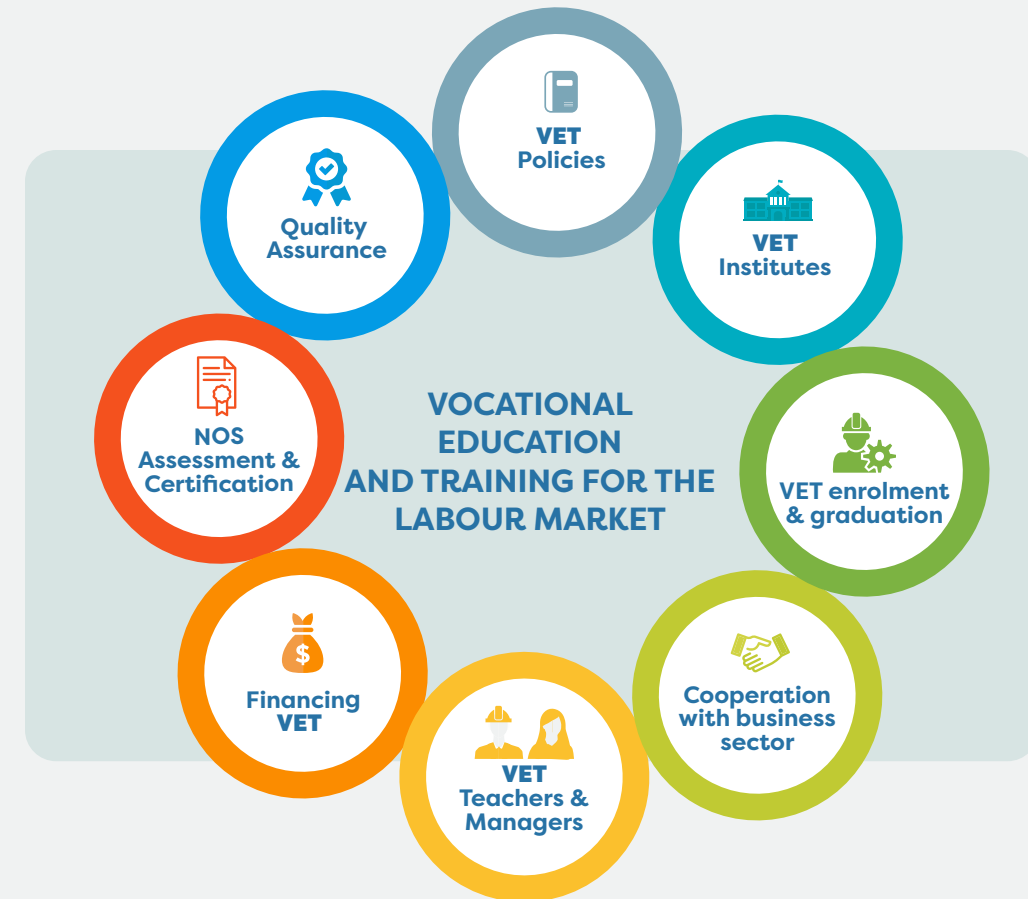 VET
Policies
VET
Institutes
VET enrolment
& graduation
Cooperation
with business
sector
VET
Teachers &
Managers
Financing
VET
NOS
Assessment &
Certification
Quality
Assurance
VOCATIONAL
EDUCATION
AND TRAINING FOR THE
LABOUR MARKET
$